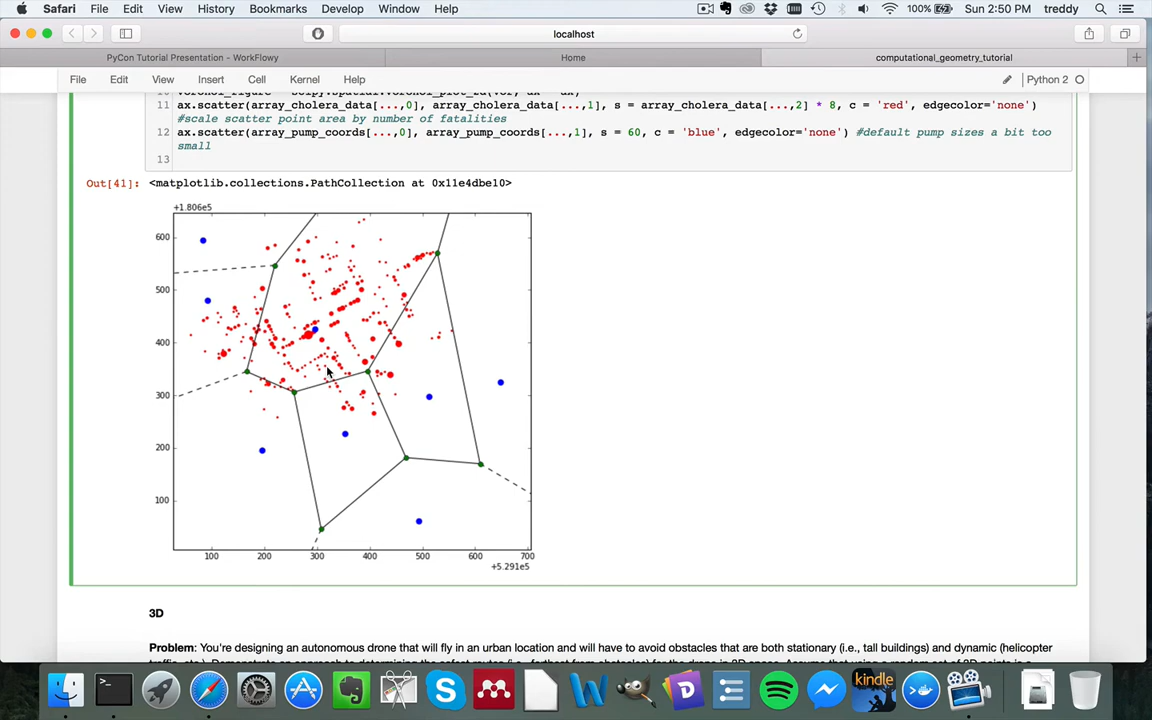 Safari File Edit View History Bookmarks Develop Window Help 100% Sun 2:50 PM treddy
localhost
PyCon Tutorial Presentation - WorkFlowy Home computational_geometry_tutorial
File Edit View Insert Cell Kernel Help Python 2
11 ax.scatter(array_cholera_data[...,0], array_cholera_data[...,1], s = array_cholera_data[...,2] * 8, c = 'red', edgecolor='none')
#scale scatter point area by number of fatalities
12 ax.scatter(array_pump_coords[...,0], array_pump_coords[...,1], s = 60, c = 'blue', edgecolor='none') #default pump sizes a bit too
small
13
Out[41]: <matplotlib.collections.PathCollection at 0x11e4dbe10>
+1.806e5
600
500
400
300
200
100
100 200 300 400 500 600 700
+5.291e5
3D
Problem: You're designing an autonomous drone that will fly in an urban location and will have to avoid obstacles that are both stationary (i.e., tall buildings) and dynamic (helicopter
kindle